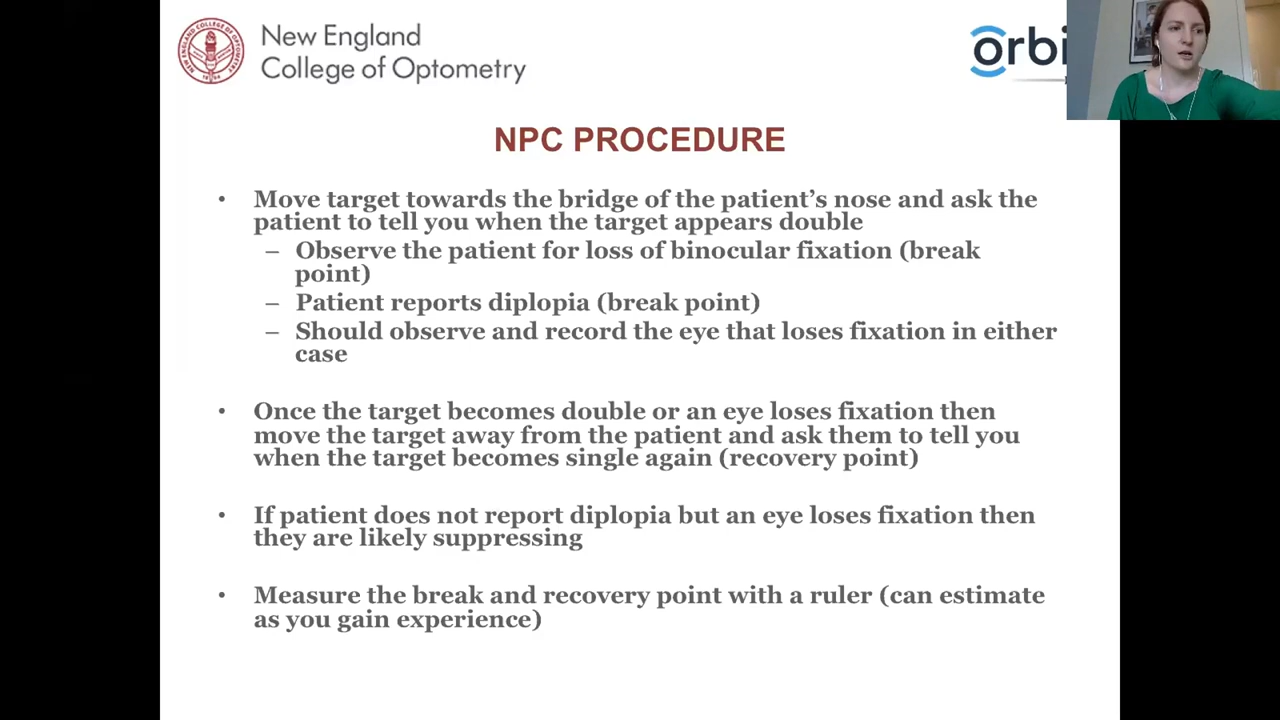 New England
College of Optometry
orbi
NPC PROCEDURE
• Move target towards the bridge of the patient's nose and ask the
patient to tell you when the target appears double
– Observe the patient for loss of binocular fixation (break
point)
– Patient reports diplopia (break point)
– Should observe and record the eye that loses fixation in either
case
• Once the target becomes double or an eye loses fixation then
move the target away from the patient and ask them to tell you
when the target becomes single again (recovery point)
• If patient does not report diplopia but an eye loses fixation then
they are likely suppressing
• Measure the break and recovery point with a ruler (can estimate
as you gain experience)